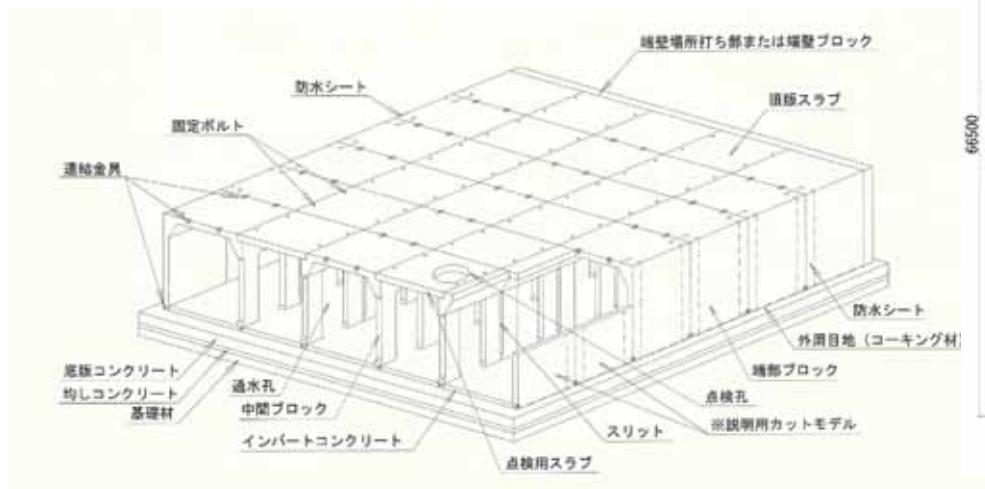 端壁場所打ち部または端壁ブロック
防水シート
頂版スラブ
固定ボルト
66500
連結金具
防水シート
外周目地（コーキング材）
底版コンクリート
端部ブロック
均しコンクリート
通水孔
点検孔
基礎材
中間ブロック
※説明用カットモデル
インバートコンクリート
スリット
点検用スラブ